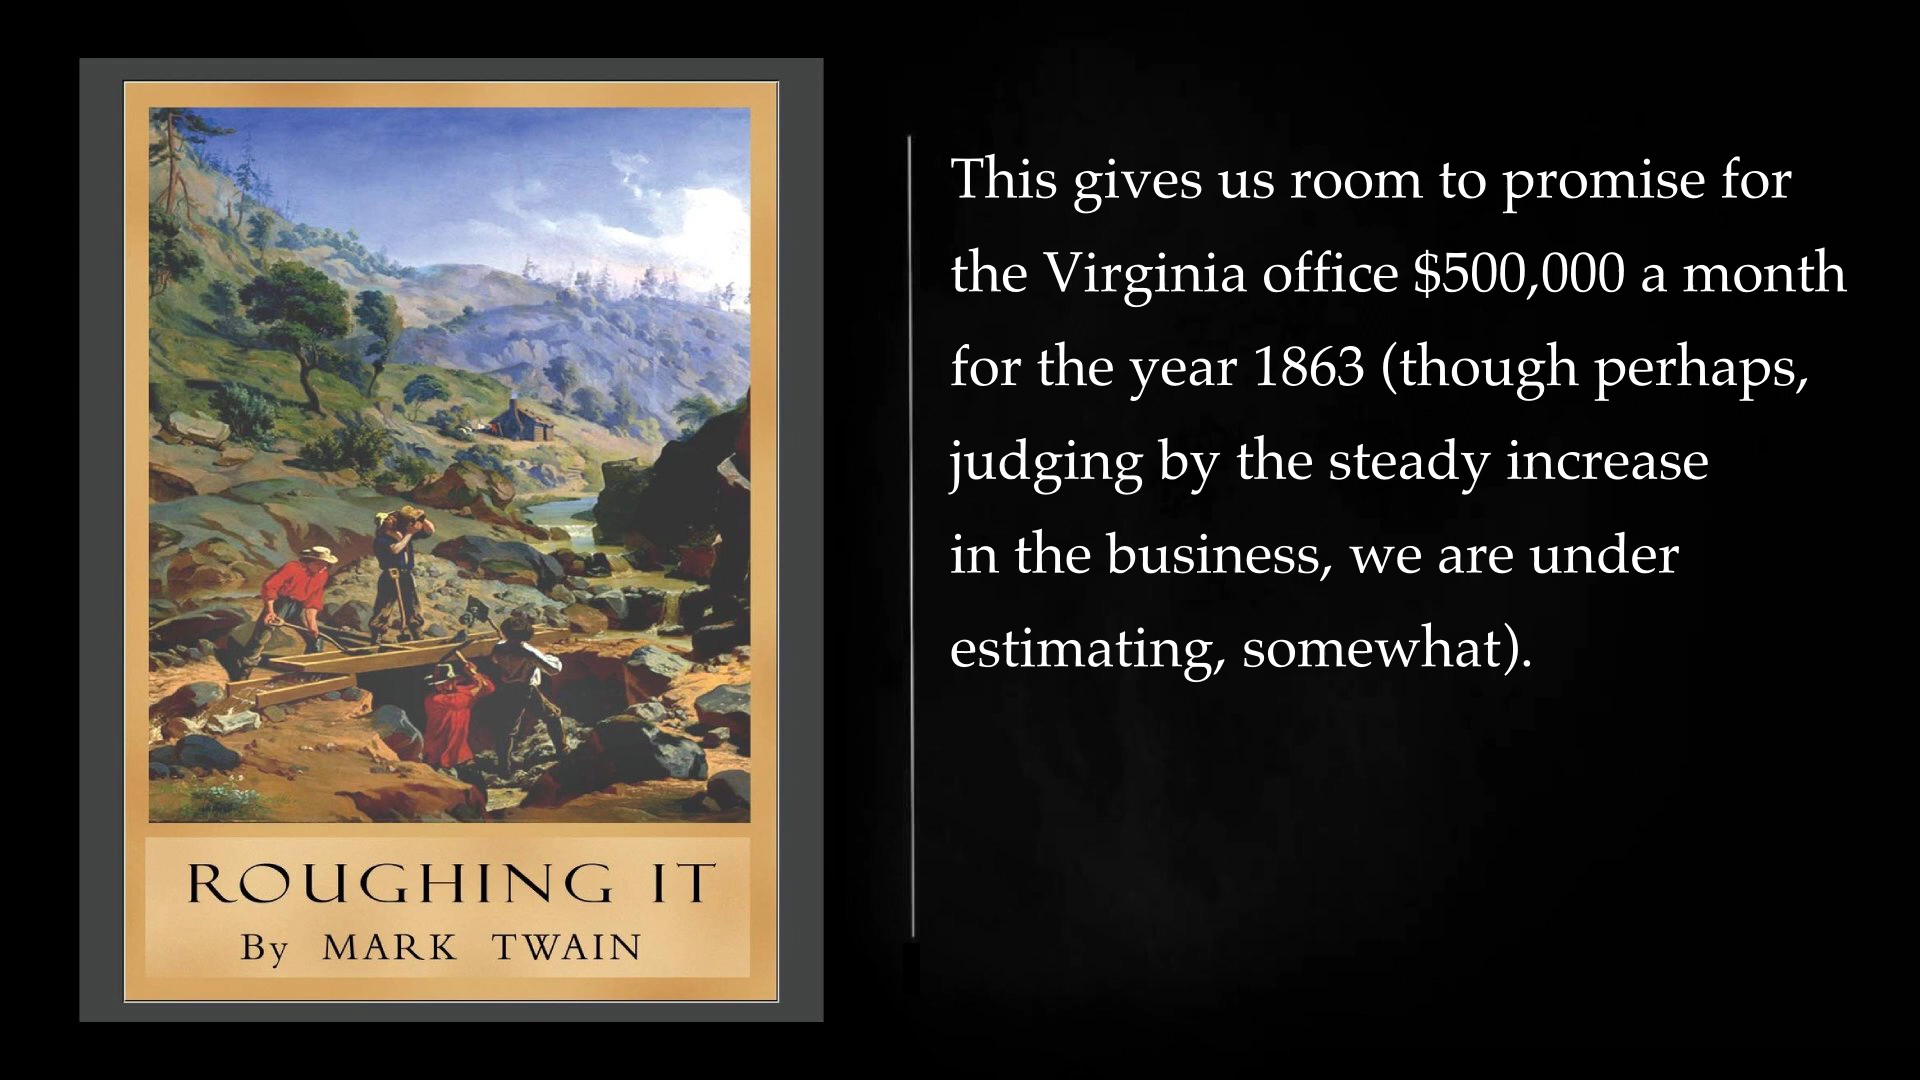 ROUGHING IT
By MARK TWAIN
This gives us room to promise for
the Virginia office $500,000 a month
for the year 1863 (though perhaps,
judging by the steady increase
in the business, we are under
estimating, somewhat).